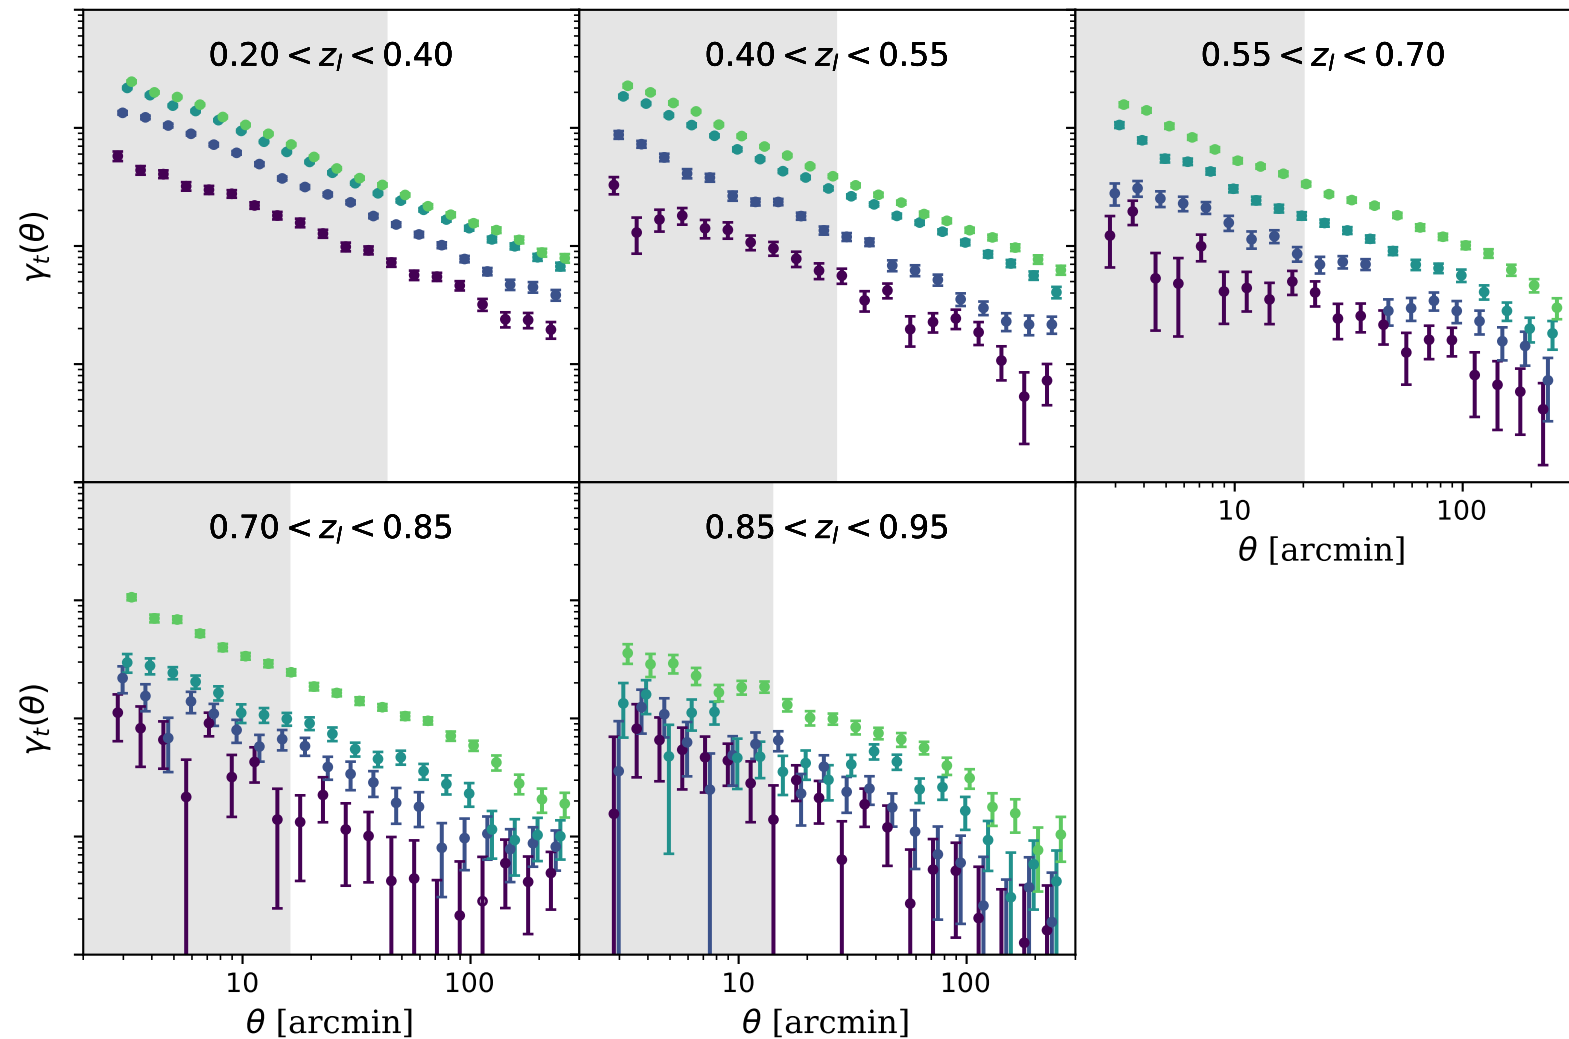 0.20 < z_l < 0.40
0.40 < z_l < 0.55
0.55 < z_l < 0.70
γ_t(θ)
10 100
θ [arcmin]
0.70 < z_l < 0.85
0.85 < z_l < 0.95
γ_t(θ)
10 100
10 100
θ [arcmin]
θ [arcmin]